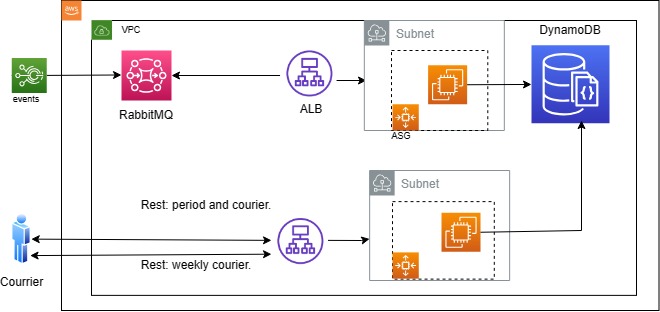 aws
VPC
Subnet
DynamoDB
events
RabbitMQ
ALB
ASG
Subnet
Rest: period and courier.
Rest: weekly courier.
Courrier